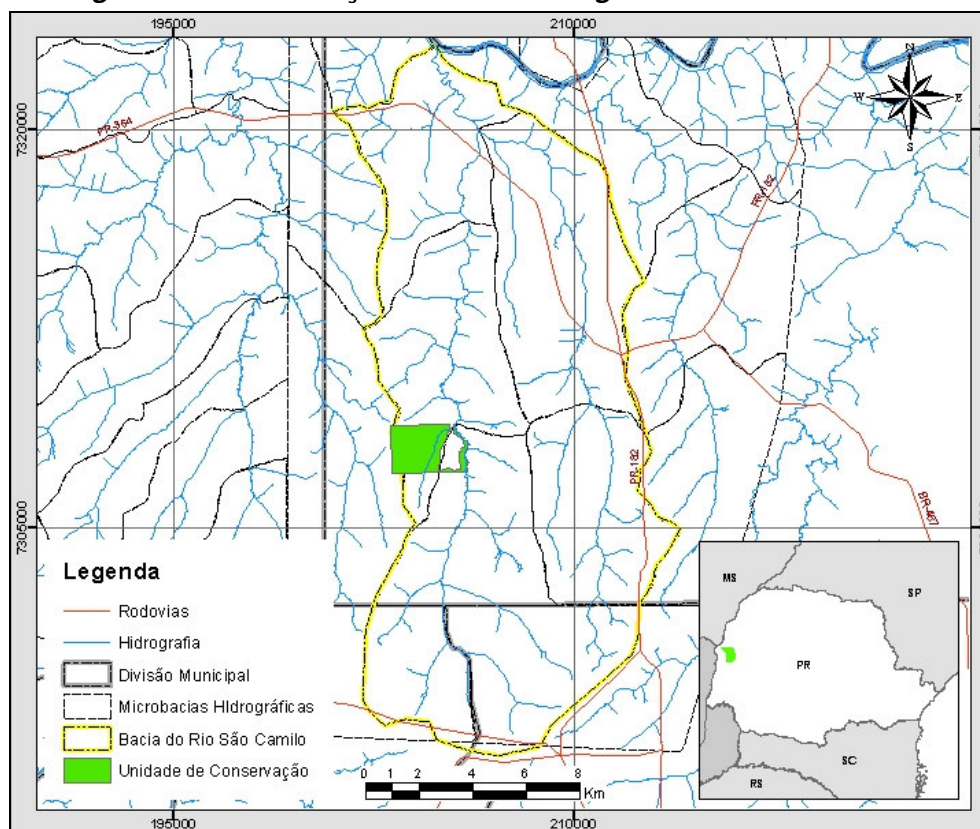 195000
210000
N
W
E
S
7320000
7305000
PR-364
PR-182
PR-182
BR-467
Legenda
Rodovias
Hidrografia
Divisão Municipal
Microbacias HIdrográficas
Bacia do Rio São Camilo
Unidade de Conservação
0 1 2 4 6 8
Km
MS
SP
PR
SC
RS
195000
210000